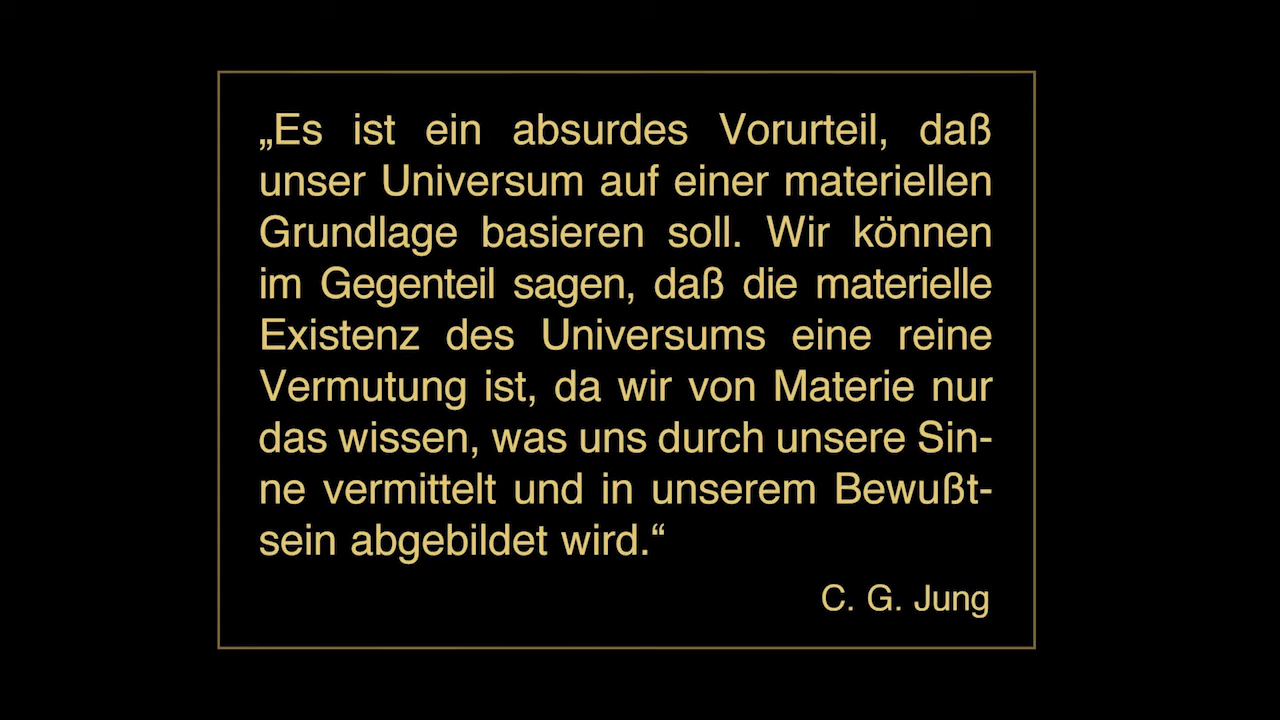 „Es ist ein absurdes Vorurteil, daß
unser Universum auf einer materiellen
Grundlage basieren soll. Wir können
im Gegenteil sagen, daß die materielle
Existenz des Universums eine reine
Vermutung ist, da wir von Materie nur
das wissen, was uns durch unsere Sin-
ne vermittelt und in unserem Bewußt-
sein abgebildet wird.“
C. G. Jung